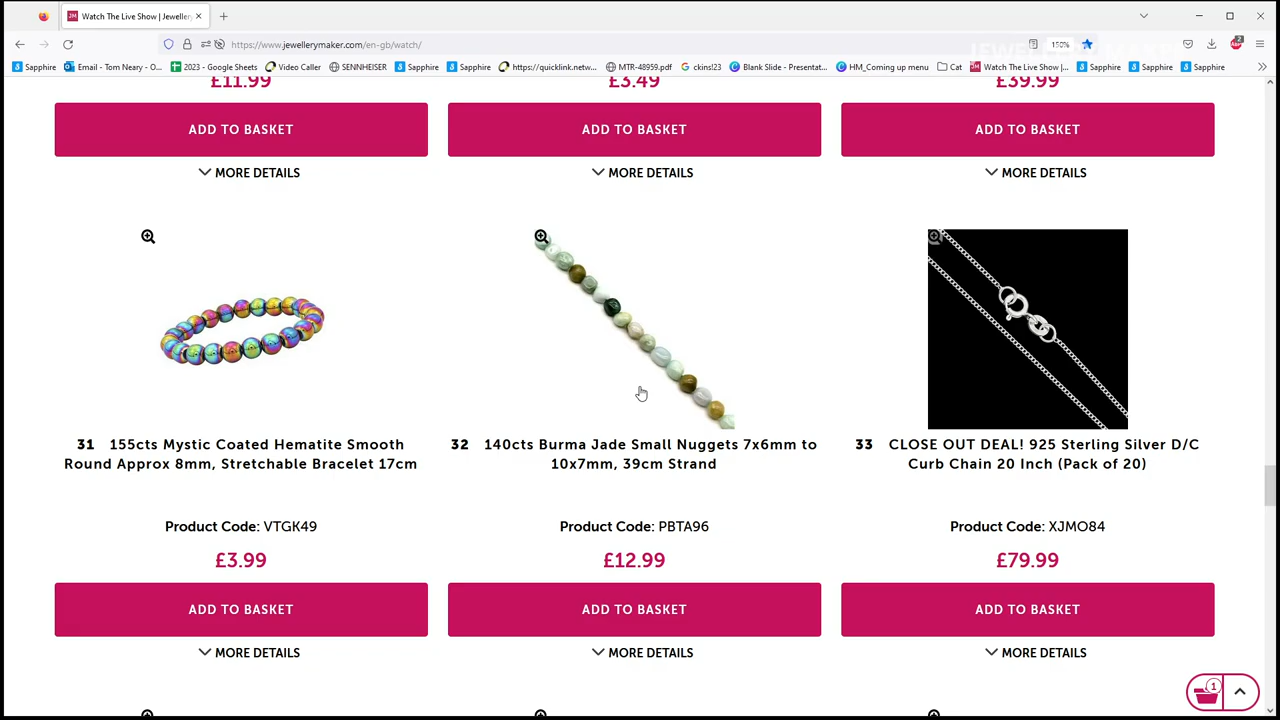 Watch The Live Show | Jewellery
https://www.jewellerymaker.com/en-gb/watch/
150%
JEWELLERYMAKER
Sapphire
Email - Tom Neary - O...
2023 - Google Sheets
Video Caller
SENNHEISER
Sapphire
Sapphire
https://quicklink.netw...
MTR-48959.pdf
ckins13
Blank Slide - Presentat...
HM_Coming up menu
Cat
Watch The Live Show |...
Sapphire
Sapphire
Sapphire
£11.99
£3.49
£39.99
ADD TO BASKET
ADD TO BASKET
ADD TO BASKET
MORE DETAILS
MORE DETAILS
MORE DETAILS
31 155cts Mystic Coated Hematite Smooth
Round Approx 8mm, Stretchable Bracelet 17cm
32 140cts Burma Jade Small Nuggets 7x6mm to
10x7mm, 39cm Strand
33 CLOSE OUT DEAL! 925 Sterling Silver D/C
Curb Chain 20 Inch (Pack of 20)
Product Code: VTGK49
Product Code: PBTA96
Product Code: XJMO84
£3.99
£12.99
£79.99
ADD TO BASKET
ADD TO BASKET
ADD TO BASKET
MORE DETAILS
MORE DETAILS
MORE DETAILS
1